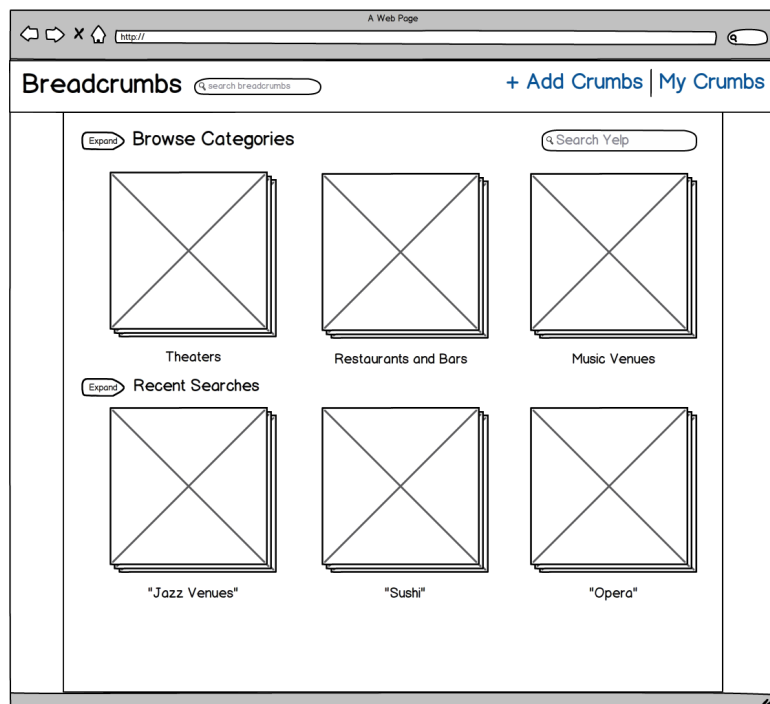 A Web Page
http://
Breadcrumbs
search breadcrumbs
+ Add Crumbs
My Crumbs
Expand
Browse Categories
Search Yelp
Theaters
Restaurants and Bars
Music Venues
Expand
Recent Searches
"Jazz Venues"
"Sushi"
"Opera"